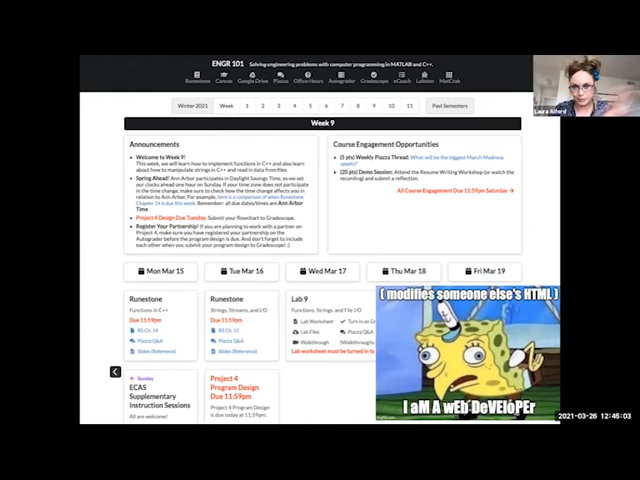 ENGR 101 Solving engineering problems with computer programming in MATLAB and C++.
Runestone Canvas Google Drive Piazza Office Hours Autograder Gradescope eCoach Lobster MatCrab
Laura Alford
Winter 2021 Week 1 2 3 4 5 6 7 8 9 10 11 Past Semesters
Week 9
Announcements
Welcome to Week 9!
This week, we will learn how to implement functions in C++ and also learn
about how to manipulate strings in C++ and read in data from files.
Spring Ahead! Ann Arbor participates in Daylight Savings Time, so we
set our clocks ahead one hour on Sunday. If your time zone does not participate
in the time change, make sure to check how the time change affects you in
relation to Ann Arbor. For example, here is a comparison of when Runestone
Chapter 14 is due this week. Remember: all due dates/times are Ann Arbor
Time.
Project 4 Design Due Tuesday. Submit your flowchart to Gradescope.
Register your Partnership! If you are planning to work with a partner on
Project 4, make sure you have registered your partnership on the
Autograder before the program design is due. And don't forget to include
each other when you submit your program design to Gradescope! :)
Course Engagement Opportunities
(5 pts) Weekly Piazza Thread: What will be the biggest March Madness
upsets?
(20 pts) Demo Session: Attend the Resume Writing Workshop (or watch the
recording) and submit a reflection.
All Course Engagement Due 11:59pm Saturday →
Mon Mar 15 Tue Mar 16 Wed Mar 17 Thu Mar 18 Fri Mar 19
Runestone
Functions in C++
Due 11:59pm
RS Ch. 14
Piazza Q&A
Slides (Reference)
Runestone
Strings, Streams, and I/O
Due 11:59pm
RS Ch. 15
Piazza Q&A
Slides (Reference)
Lab 9
Functions, Strings, and File I/O
Lab Worksheet Turn in on Gr
Lab Files Piazza Q&A
Walkthrough [Walkthroughs
Lab worksheet must be turned in to
( modifies someone else's HTML )
I aM A wEb DeVEloPEr
← Sunday
ECAS
Supplementary
Instruction Sessions
All are welcome!
Project 4
Program Design
Due 11:59pm
Project 4 Program Design
is due today at 11:59pm.
2021-03-26 12:45:03